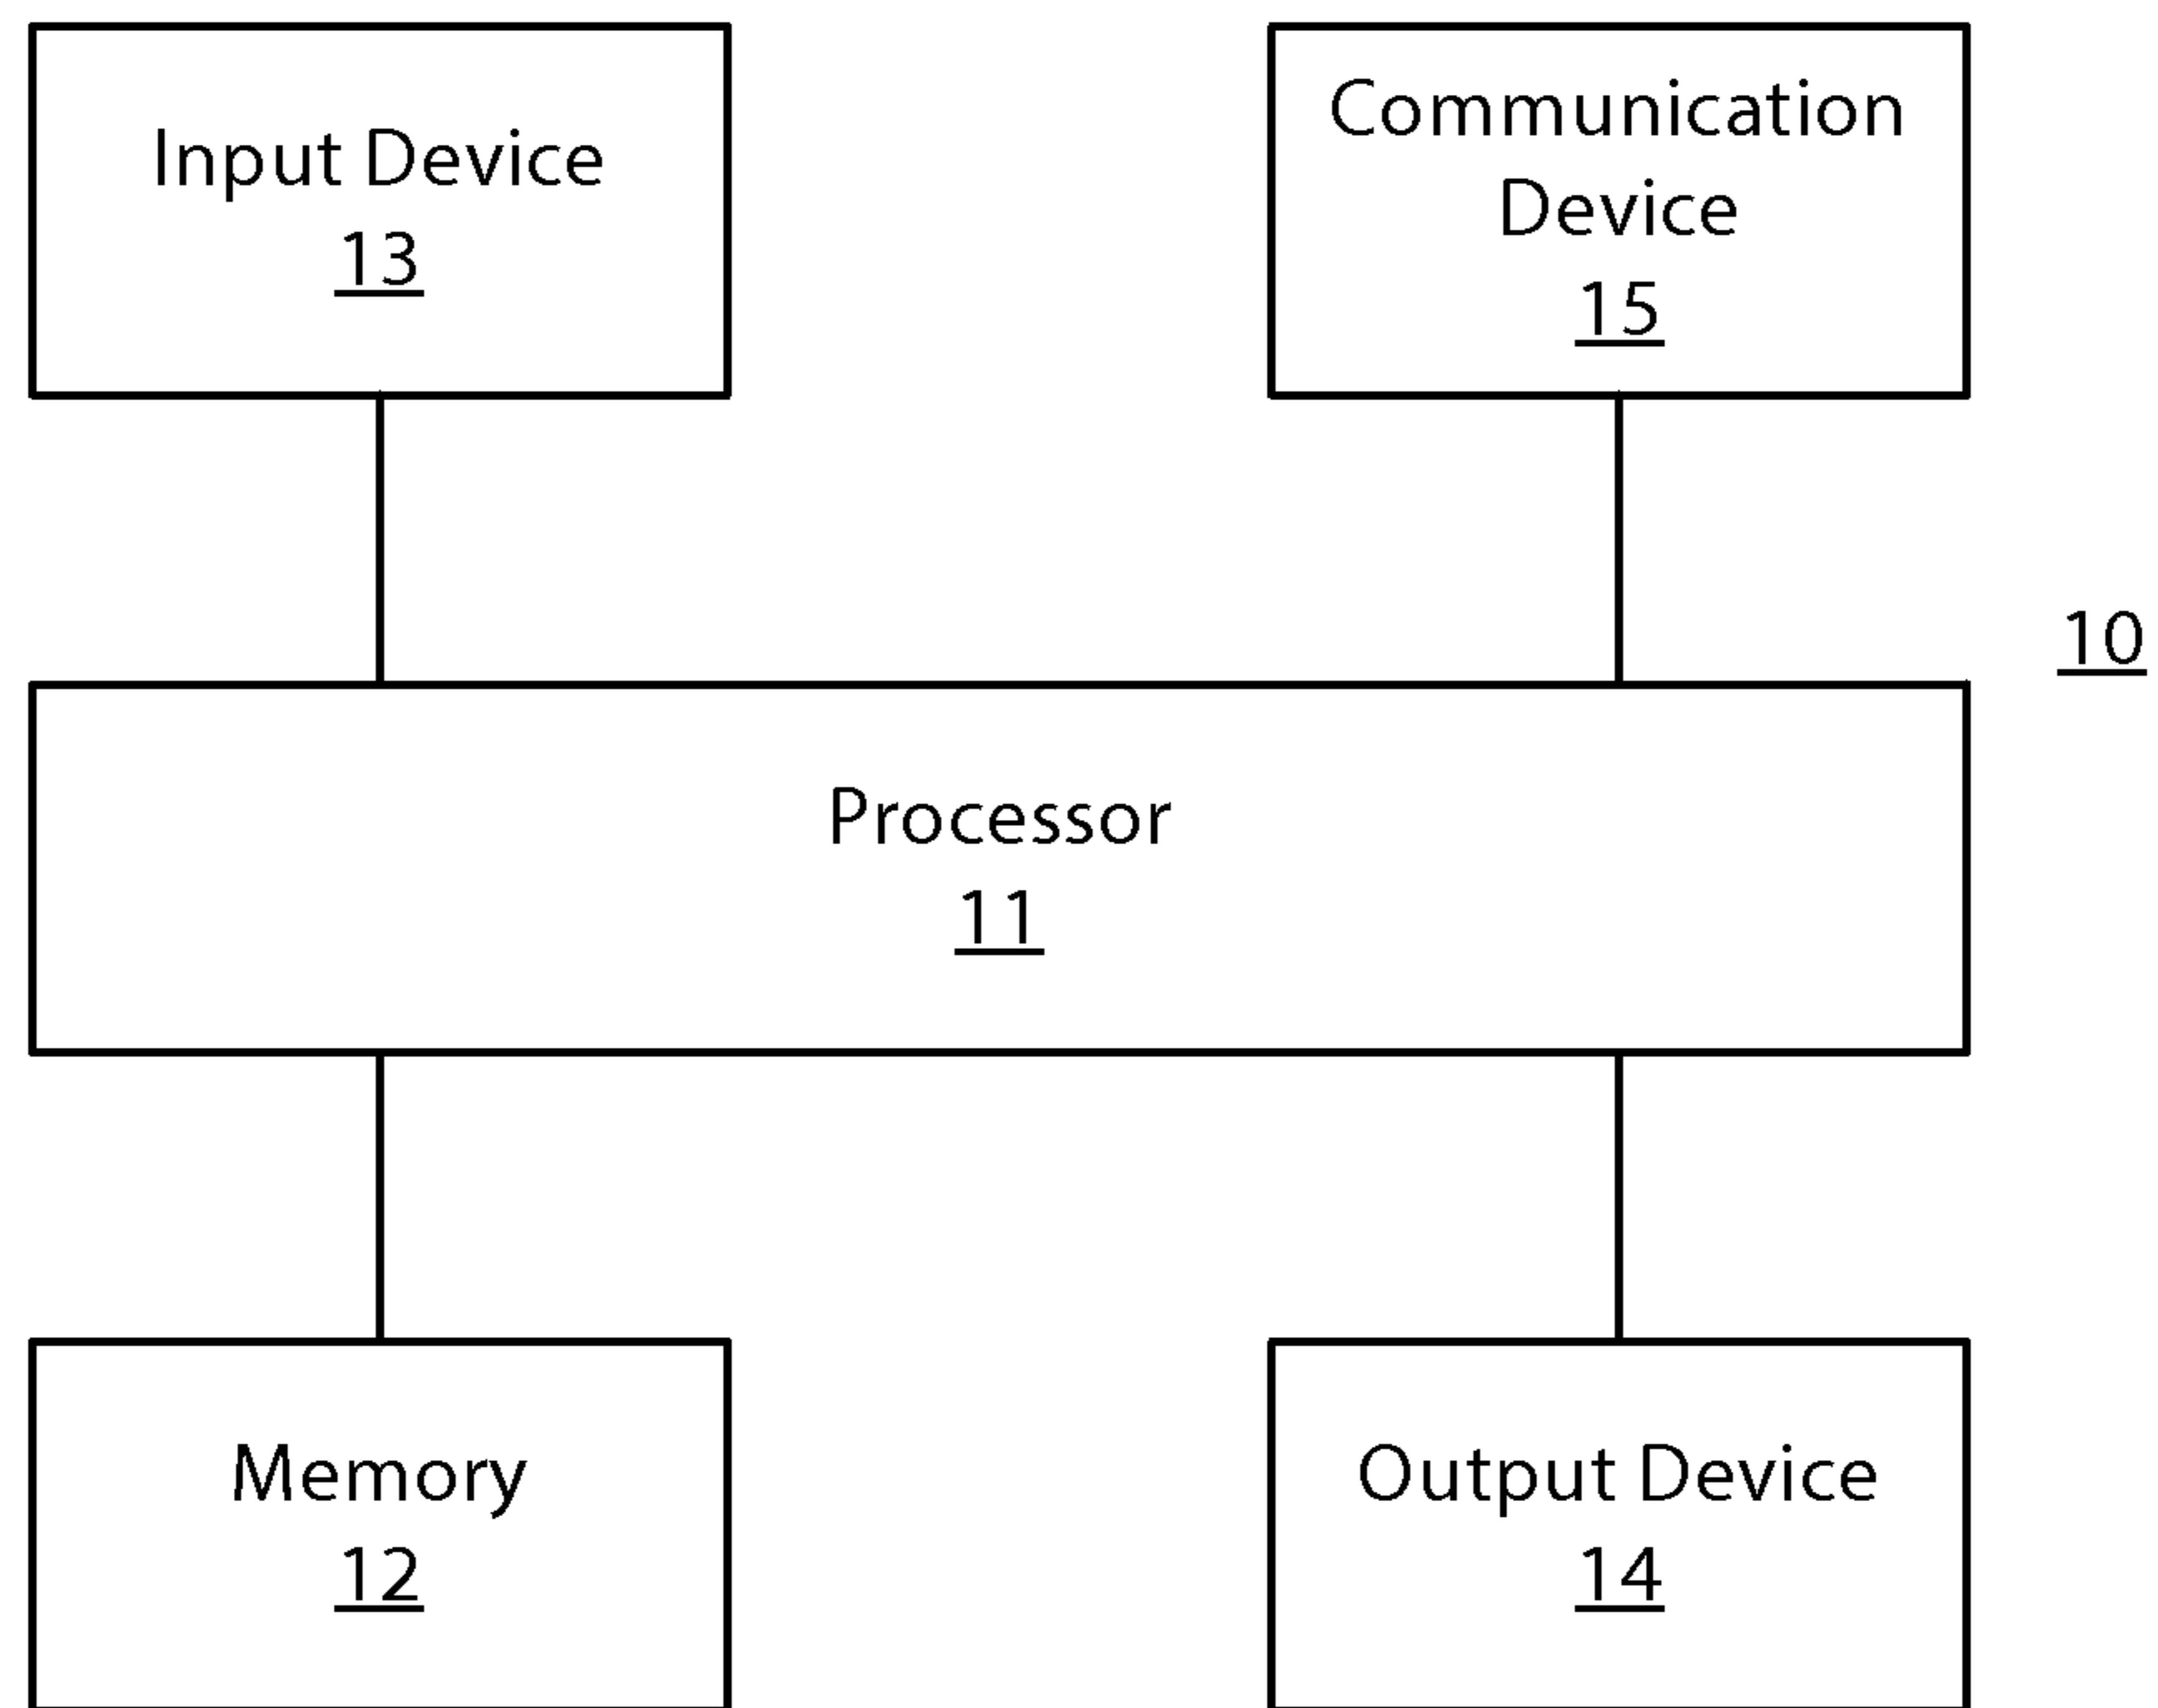 Input Device
13
Communication
Device
15
10
Processor
11
Memory
12
Output Device
14